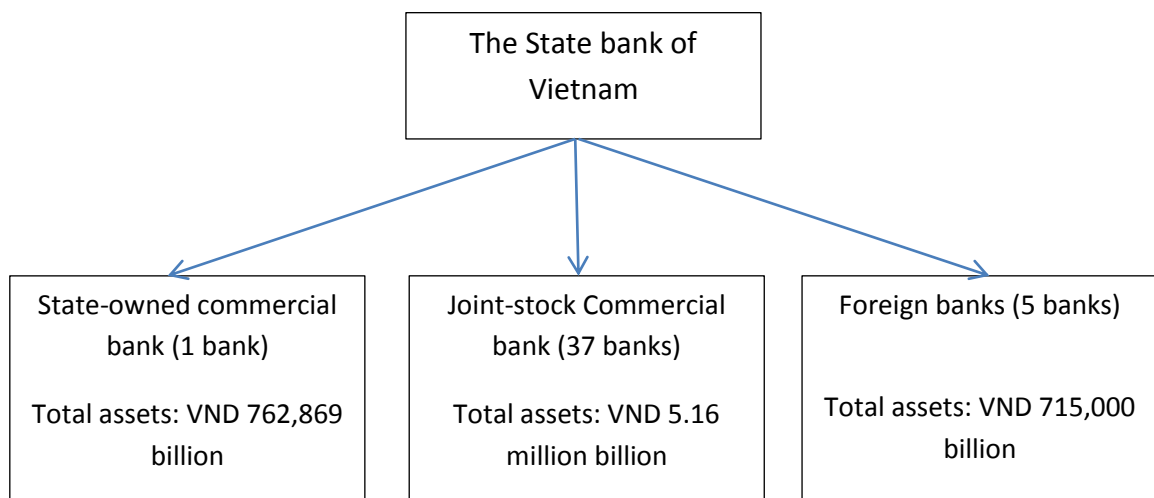 The State bank of
Vietnam
State-owned commercial
bank (1 bank)
Total assets: VND 762,869
billion
Joint-stock Commercial
bank (37 banks)
Total assets: VND 5.16
million billion
Foreign banks (5 banks)
Total assets: VND 715,000
billion